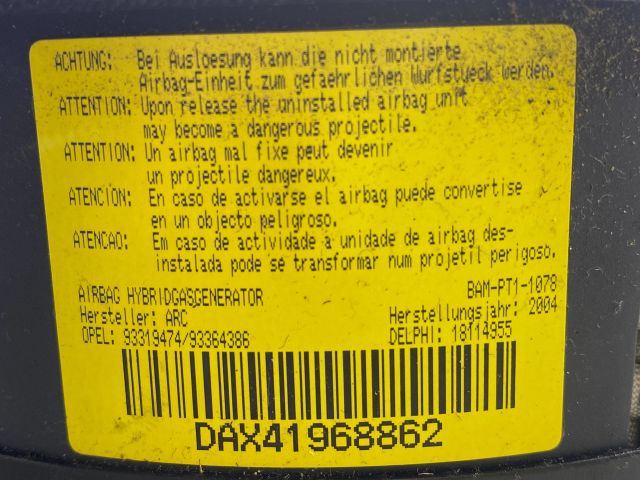 ACHTUNG: Bei Ausloesung kann die nicht montierte
Airbag-Einheit zum gefaehrlichen Wurfstueck werden.
ATTENTION: Upon release the uninstalled airbag unit
may become a dangerous projectile.
ATTENTION: Un airbag mal fixe peut devenir
un projectile dangereux.
ATENCIÓN: En caso de activarse el airbag puede convertise
en un objecto peligroso.
ATENCAO: Em caso de actividade à unidade de airbag des-
instalada pode se transformar num projetil perigoso.
AIRBAG HYBRIDGASGENERATOR BAM-PT1-1078
Hersteller: ARC Herstellungsjahr: 2004
OPEL: 93319474/93364386 DELPHI: 18114955
DAX41968862